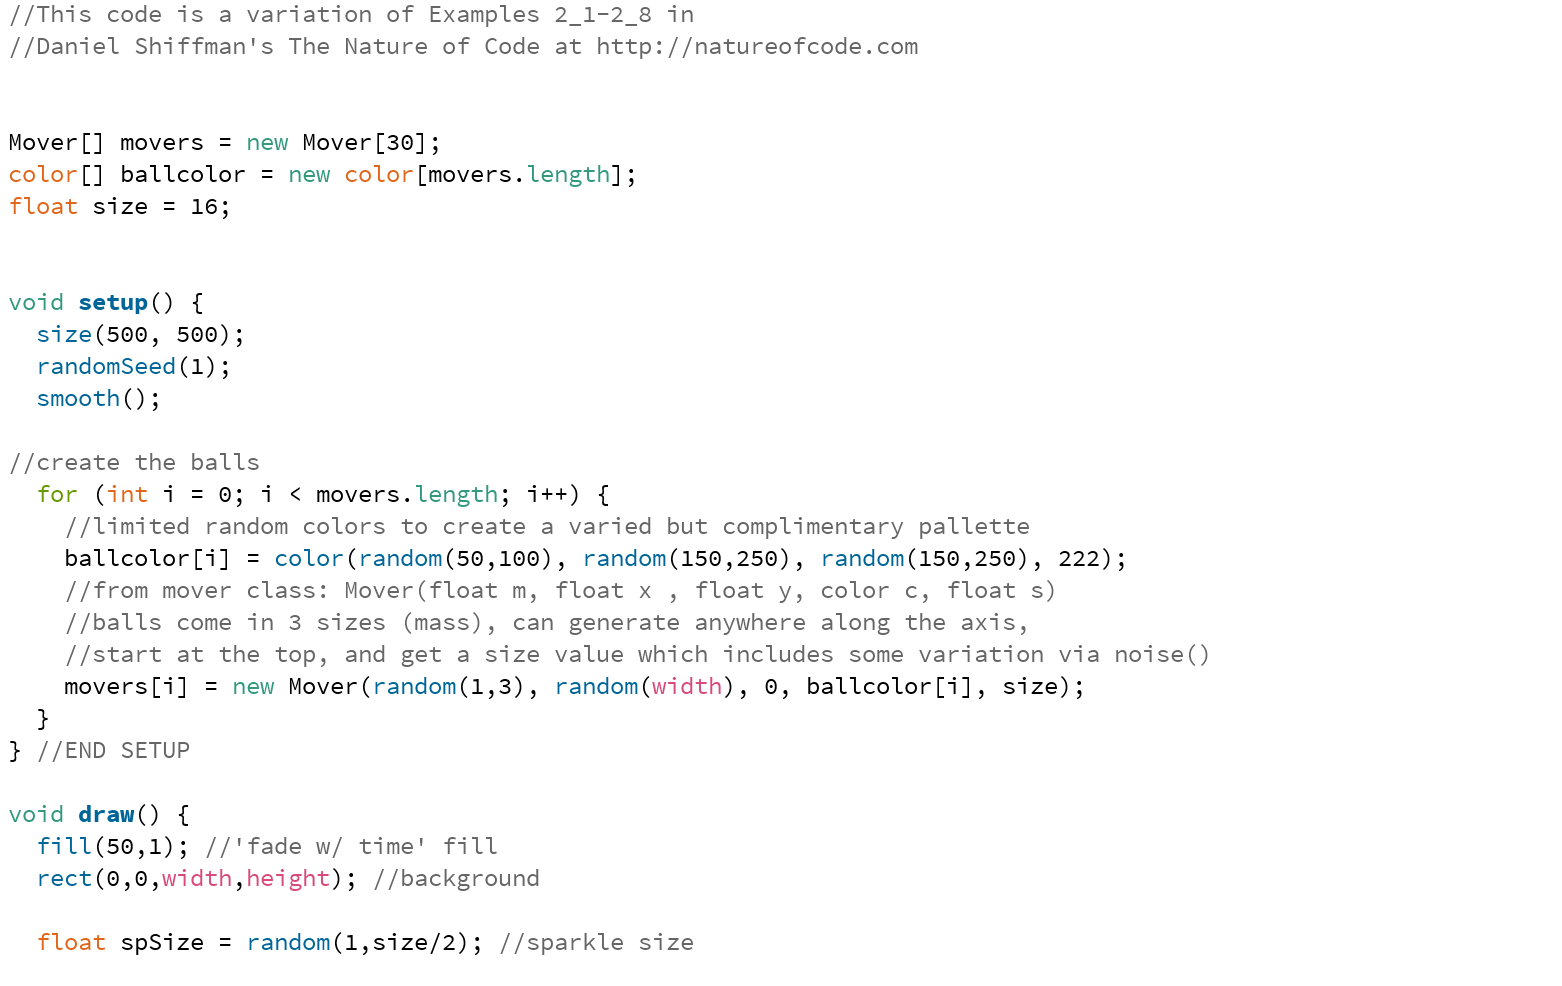 //This code is a variation of Examples 2_1-2_8 in
//Daniel Shiffman's The Nature of Code at http://natureofcode.com
Mover[] movers = new Mover[30];
color[] ballcolor = new color[movers.length];
float size = 16;
void setup() {
size(500, 500);
randomSeed(1);
smooth();
//create the balls
for (int i = 0; i < movers.length; i++) {
//limited random colors to create a varied but complimentary pallette
ballcolor[i] = color(random(50,100), random(150,250), random(150,250), 222);
//from mover class: Mover(float m, float x , float y, color c, float s)
//balls come in 3 sizes (mass), can generate anywhere along the axis,
//start at the top, and get a size value which includes some variation via noise()
movers[i] = new Mover(random(1,3), random(width), 0, ballcolor[i], size);
}
} //END SETUP
void draw() {
fill(50,1); //'fade w/ time' fill
rect(0,0,width,height); //background
float spSize = random(1,size/2); //sparkle size